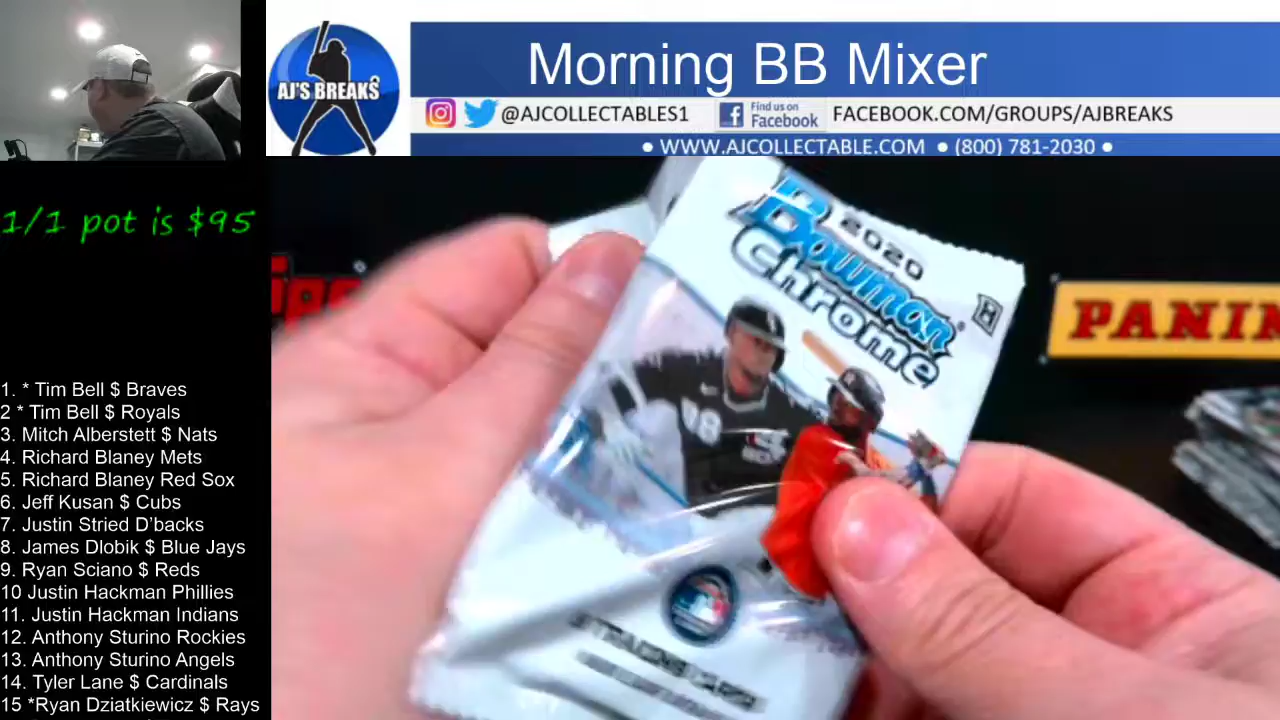 Morning BB Mixer
AJ'S BREAKS
@AJCOLLECTABLES1
Find us on
Facebook
FACEBOOK.COM/GROUPS/AJBREAKS
• WWW.AJCOLLECTABLE.COM • (800) 781-2030 •
1/1 pot is $95
2020
Bowman
Chrome
PANIN
1. * Tim Bell $ Braves
2 * Tim Bell $ Royals
3. Mitch Alberstett $ Nats
4. Richard Blaney Mets
5. Richard Blaney Red Sox
6. Jeff Kusan $ Cubs
7. Justin Stried D'backs
8. James Dlobik $ Blue Jays
9. Ryan Sciano $ Reds
10 Justin Hackman Phillies
11. Justin Hackman Indians
12. Anthony Sturino Rockies
13. Anthony Sturino Angels
14. Tyler Lane $ Cardinals
15 *Ryan Dziatkiewicz $ Rays